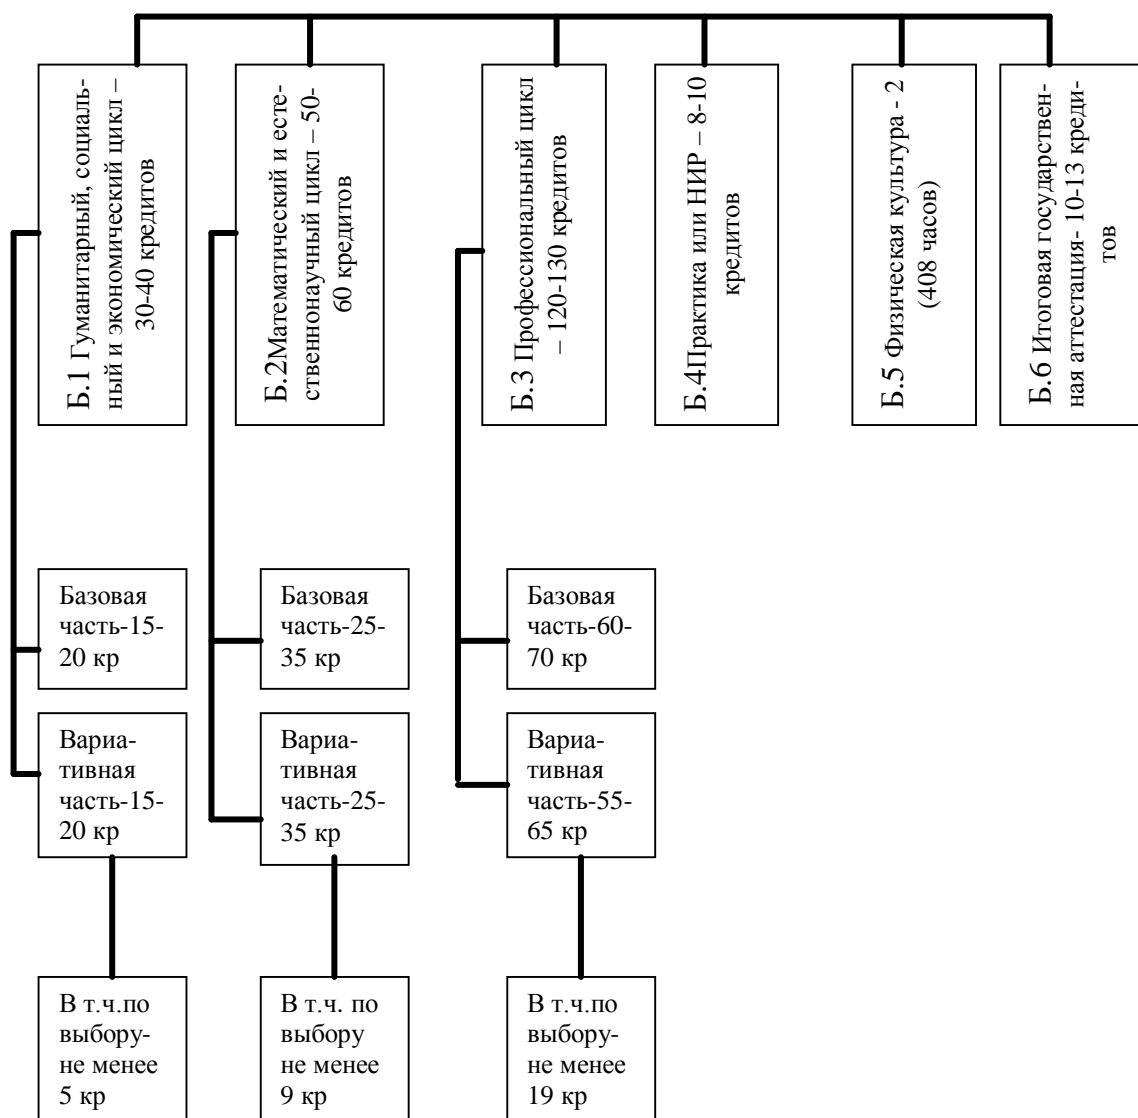 Б.1 Гуманитарный, социаль-
ный и экономический цикл –
30-40 кредитов
Б.2Математический и есте-
ственнонаучный цикл – 50-
60 кредитов
Б.3 Профессиональный цикл
– 120-130 кредитов
Б.4Практика или НИР – 8-10
кредитов
Б.5 Физическая культура - 2
(408 часов)
Б.6 Итоговая государствен-
ная аттестация- 10-13 креди-
тов
Базовая
часть-15-
20 кр
Базовая
часть-25-
35 кр
Базовая
часть-60-
70 кр
Вариа-
тивная
часть-15-
20 кр
Вариа-
тивная
часть-25-
35 кр
Вариа-
тивная
часть-55-
65 кр
В т.ч.по
выбору-
не менее
5 кр
В т.ч. по
выбору
не менее
9 кр
В т.ч.по
выбору-
не менее
19 кр